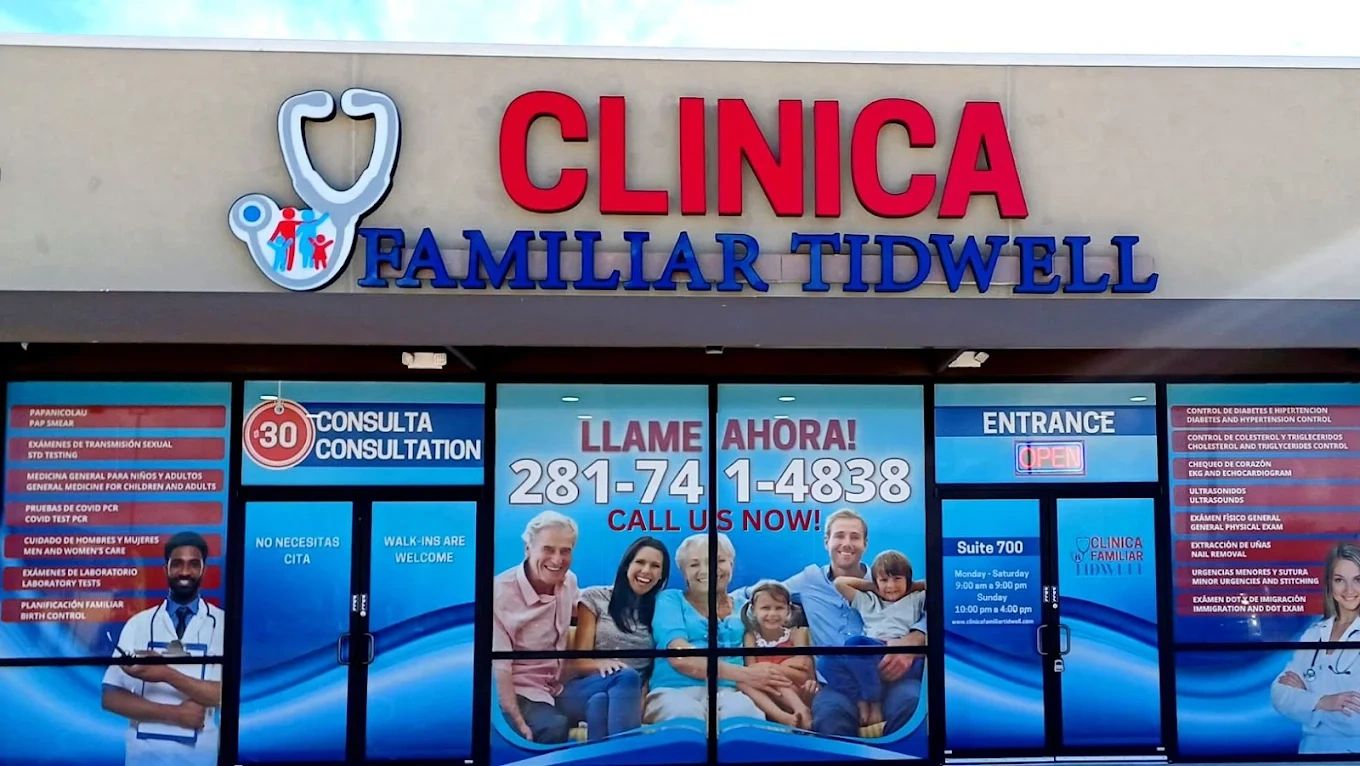 CLINICA
FAMILIAR TIDWELL
PAPANICOLAU
PAP SMEAR
EXÁMENES DE TRANSMISIÓN SEXUAL
STD TESTING
MEDICINA GENERAL PARA NIÑOS Y ADULTOS
GENERAL MEDICINE FOR CHILDREN AND ADULTS
PRUEBAS DE COVID PCR
COVID TEST PCR
CUIDADO DE HOMBRES Y MUJERES
MEN AND WOMEN'S CARE
EXÁMENES DE LABORATORIO
LABORATORY TESTS
PLANIFICACIÓN FAMILIAR
BIRTH CONTROL
$30
CONSULTA
CONSULTATION
NO NECESITAS
CITA
WALK-INS ARE
WELCOME
LLAME AHORA!
281-741-4838
CALL US NOW!
ENTRANCE
OPEN
Suite 700
Monday - Saturday
9:00 am a 9:00 pm
Sunday
10:00 pm a 4:00 pm
www.clinicafamiliartidwell.com
CLINICA
FAMILIAR
TIDWELL
CONTROL DE DIABETES E HIPERTENCION
DIABETES AND HYPERTENTION CONTROL
CONTROL DE COLESTEROL Y TRIGLECERIDOS
CHOLESTEROL AND TRIGLYCERIDES CONTROL
CHEQUEO DE CORAZÓN
EKG AND ECHOCARDIOGRAM
ULTRASONIDOS
ULTRASOUNDS
EXÁMEN FÍSICO GENERAL
GENERAL PHYSICAL EXAM
EXTRACCIÓN DE UÑAS
NAIL REMOVAL
URGENCIAS MENORES Y SUTURA
MINOR URGENCIES AND STITCHING
EXÁMEN DOT Y DE IMIGRACIÓN
IMMIGRATION AND DOT EXAM